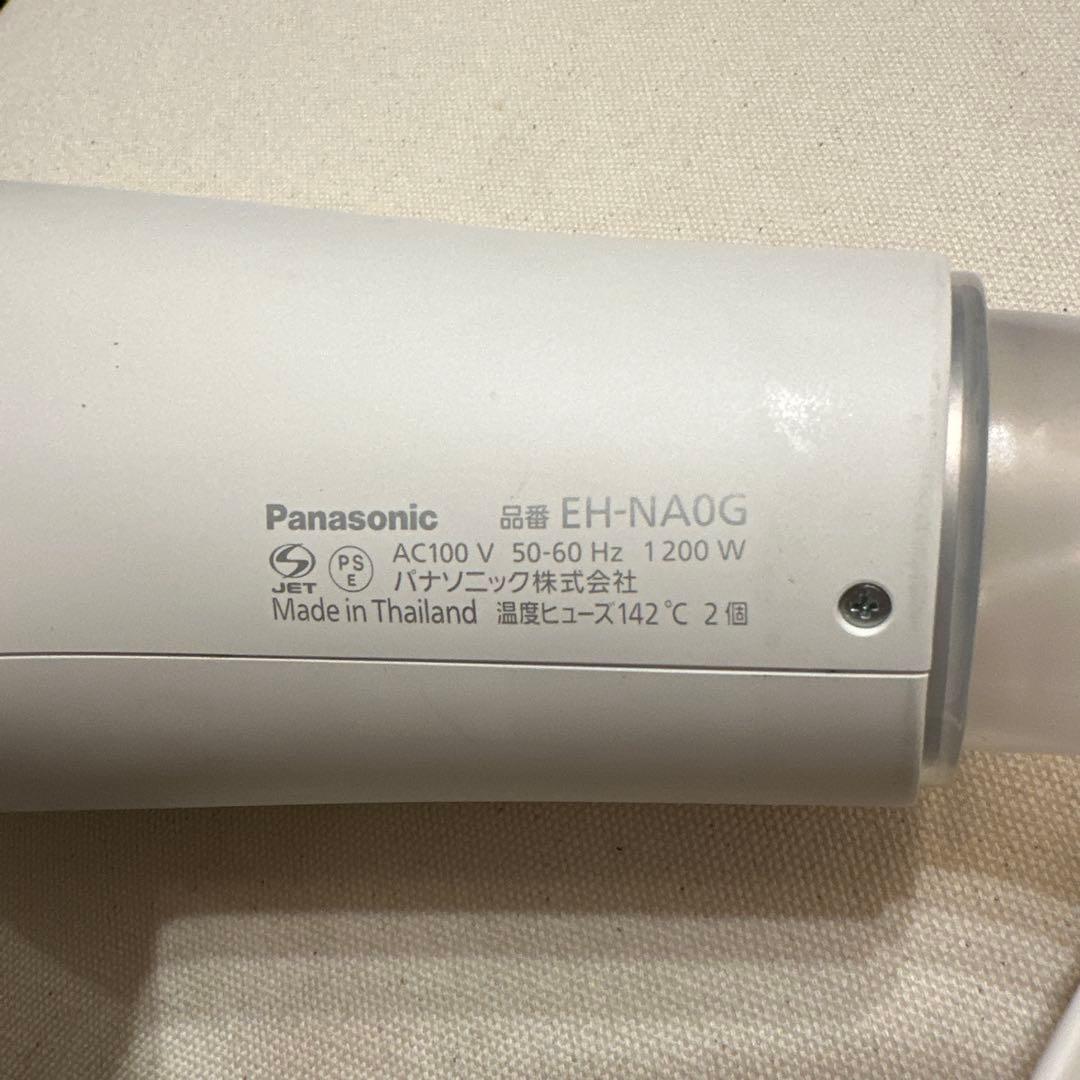 Panasonic 品番 EH-NA0G
JET PSE AC100 V 50-60 Hz 1200 W
パナソニック株式会社
Made in Thailand 温度ヒューズ142℃ 2個